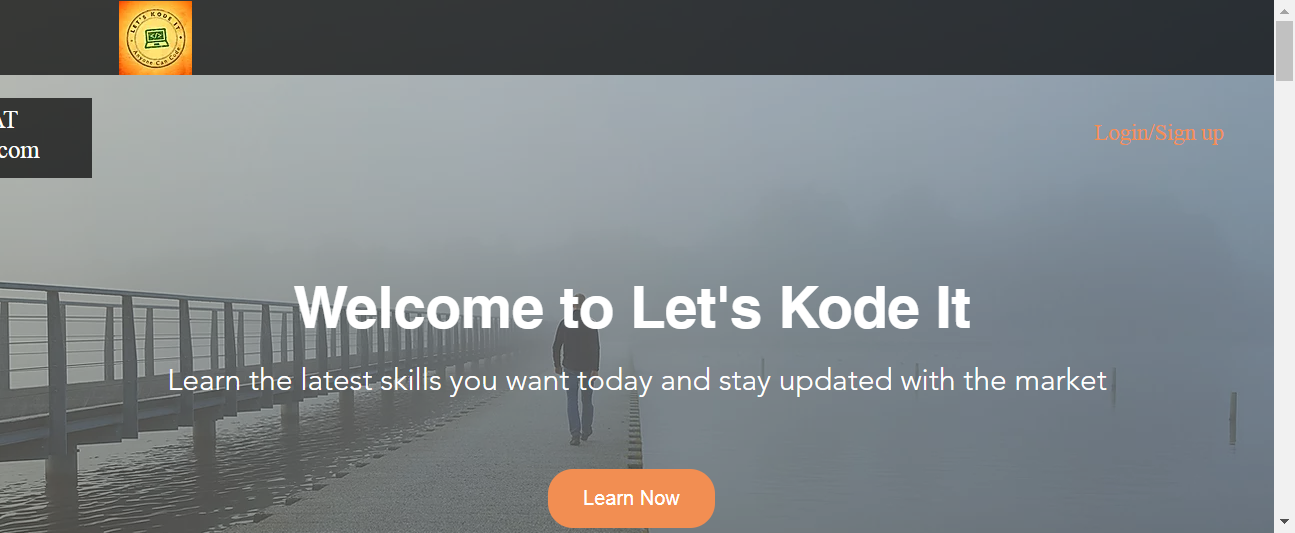 LET'S KODE IT
Anyone Can Code
AT
.com
Login/Sign up
Welcome to Let's Kode It
Learn the latest skills you want today and stay updated with the market
Learn Now